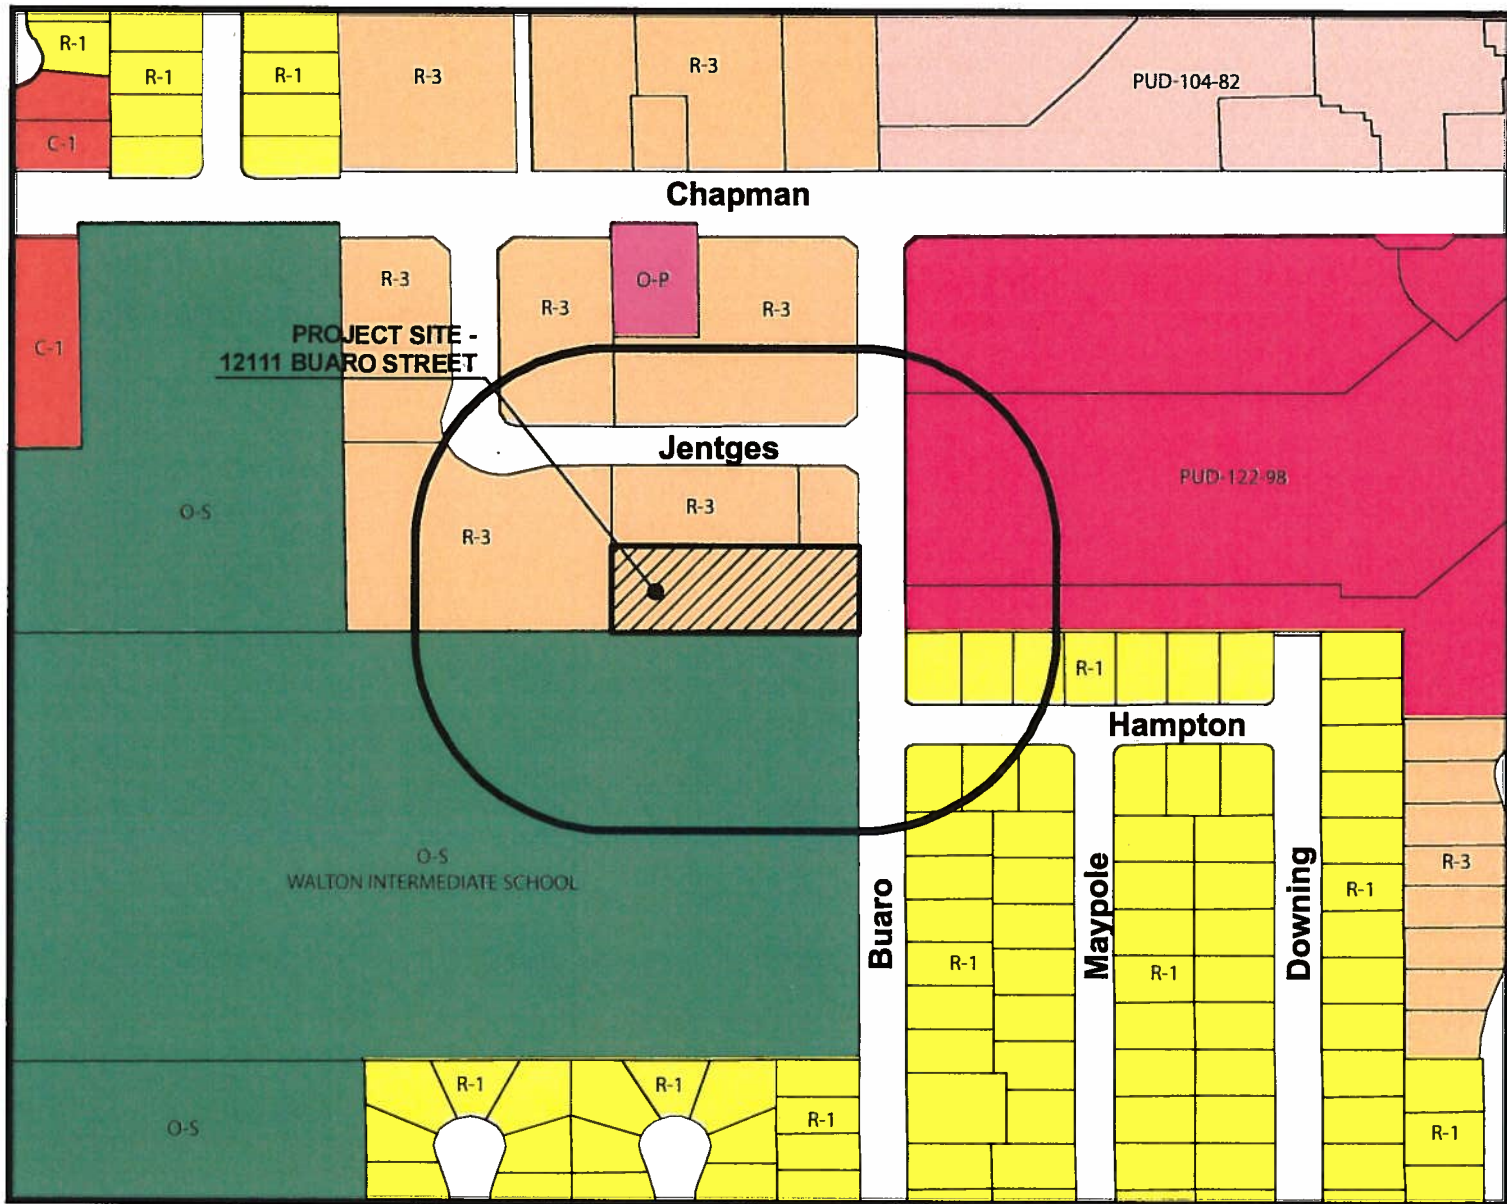 R-1
R-1
R-1
R-3
R-3
PUD-104-82
C-1
Chapman
R-3
O-P
R-3
R-3
C-1
PROJECT SITE -
12111 BUARO STREET
Jentges
PUD-122-98
O-S
R-3
R-3
R-1
Hampton
O-S
WALTON INTERMEDIATE SCHOOL
Buaro
Maypole
Downing
R-3
R-1
R-1
R-1
R-1
R-1
R-1
O-S
R-1